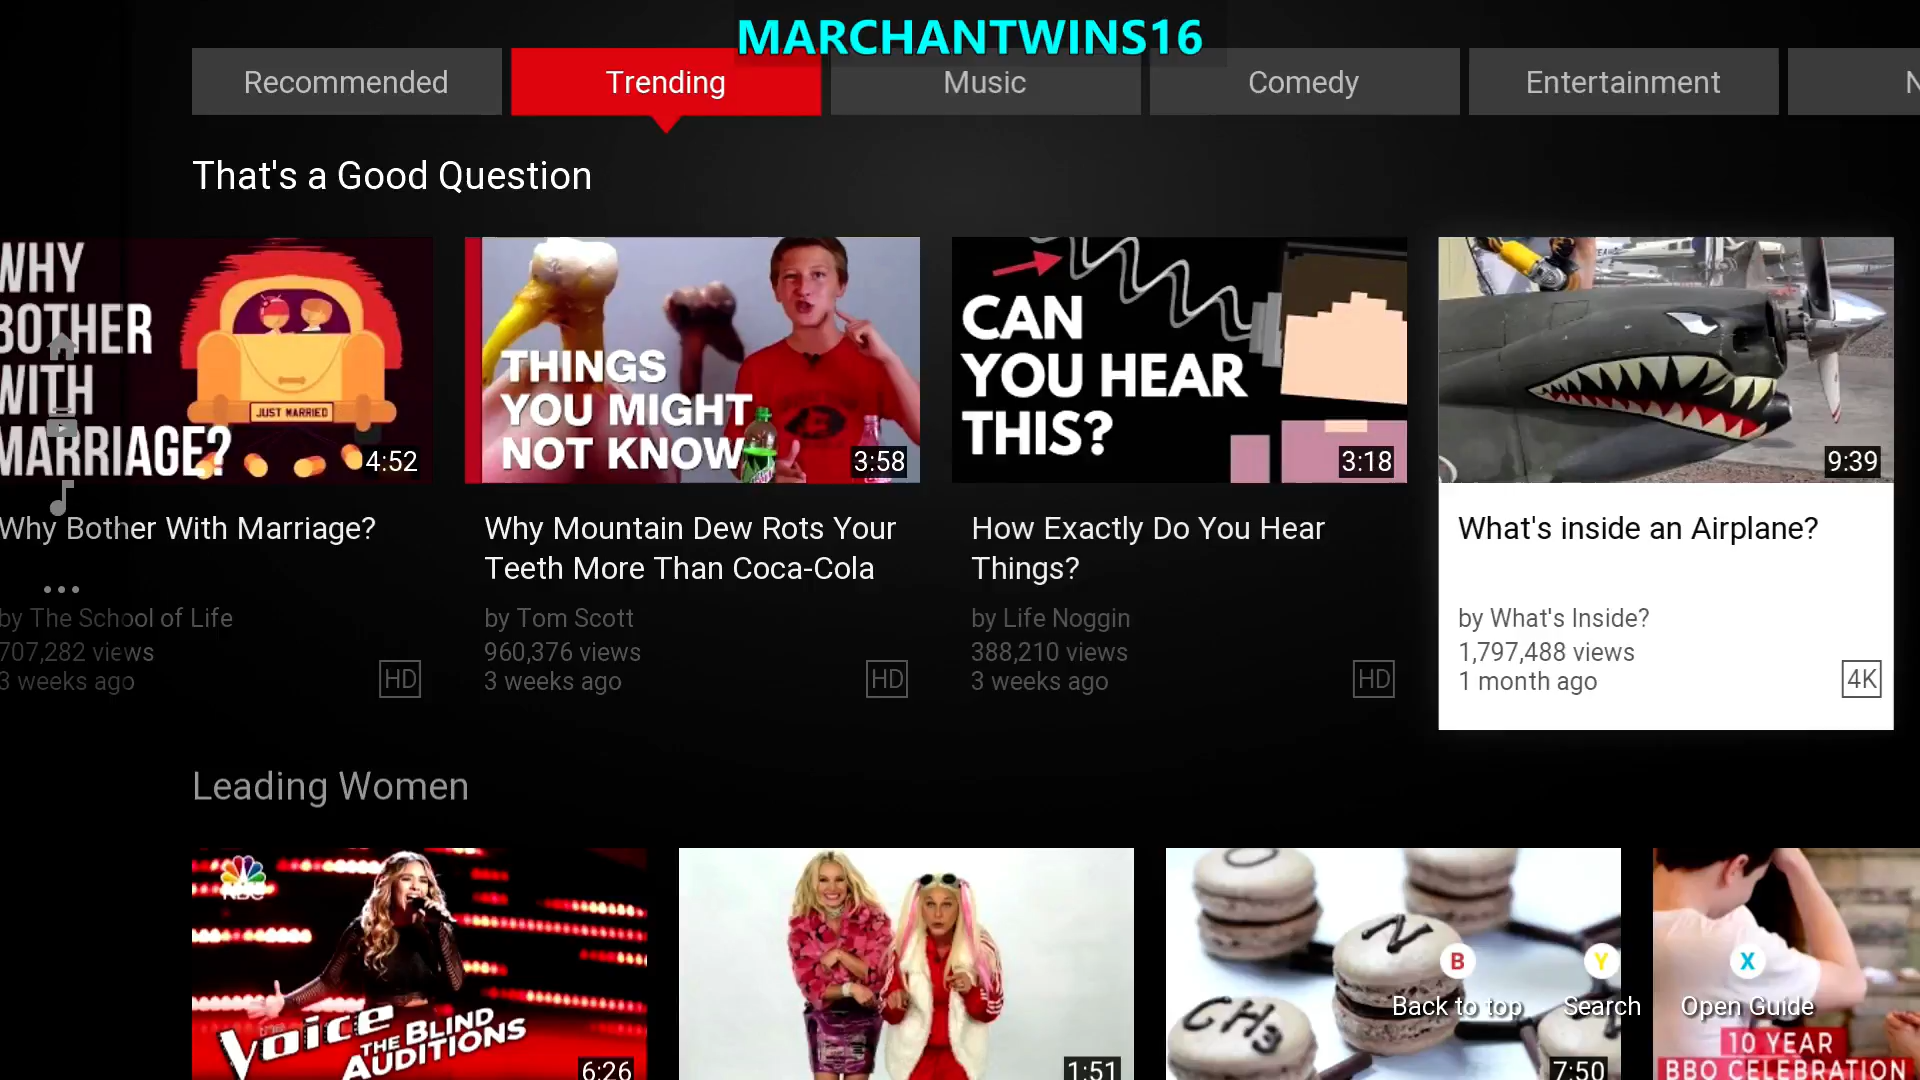 MARCHANTWINS16
Recommended
Trending
Music
Comedy
Entertainment
That's a Good Question
WHY
BOTHER
WITH
MARRIAGE?
JUST MARRIED
4:52
THINGS
YOU MIGHT
NOT KNOW
3:58
CAN
YOU HEAR
THIS?
3:18
9:39
Why Bother With Marriage?
by The School of Life
707,282 views
3 weeks ago
HD
Why Mountain Dew Rots Your
Teeth More Than Coca-Cola
by Tom Scott
960,376 views
3 weeks ago
HD
How Exactly Do You Hear
Things?
by Life Noggin
388,210 views
3 weeks ago
HD
What's inside an Airplane?
by What's Inside?
1,797,488 views
1 month ago
4K
Leading Women
NBC
the Voice
THE BLIND
AUDITIONS
6:26
1:51
N
CH3
7:50
B
Back to top
Y
Search
X
Open Guide
10 YEAR
BBQ CELEBRATION